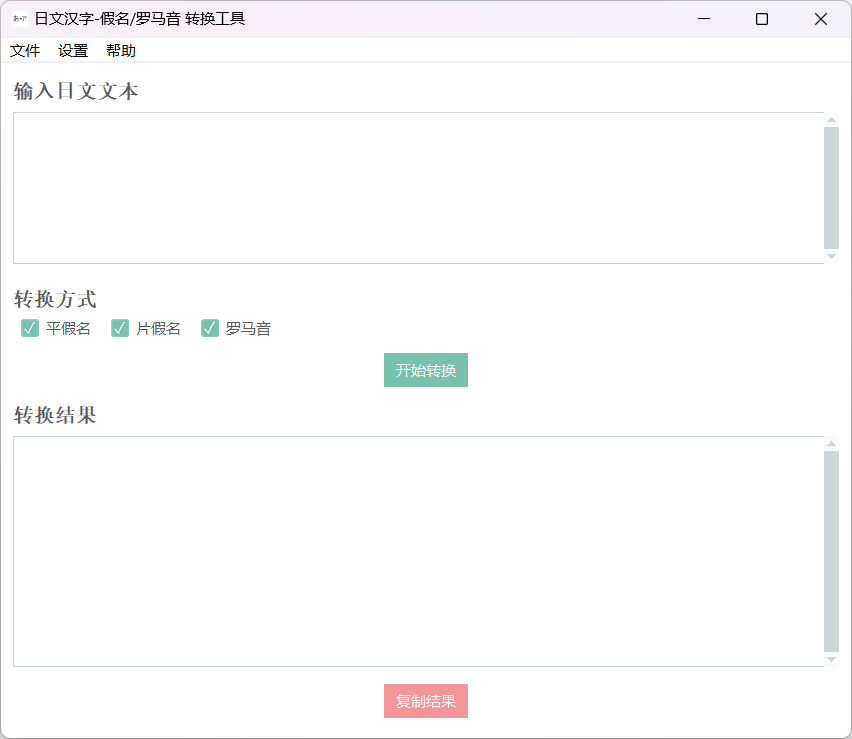 あ⇌ア 日文汉字-假名/罗马音 转换工具
文件 设置 帮助
输入日文文本
转换方式
平假名 片假名 罗马音
开始转换
转换结果
复制结果